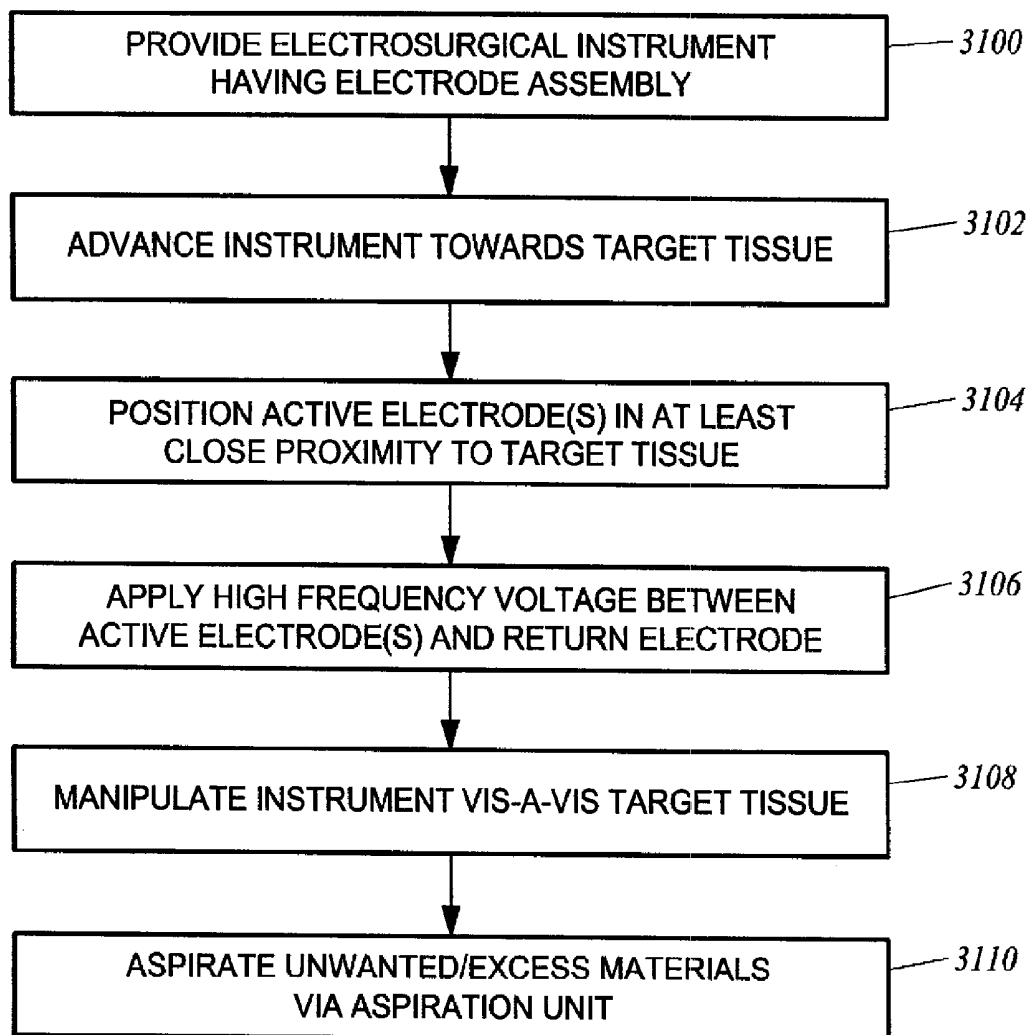 PROVIDE ELECTROSURGICAL INSTRUMENT
HAVING ELECTRODE ASSEMBLY
3100
ADVANCE INSTRUMENT TOWARDS TARGET TISSUE
3102
POSITION ACTIVE ELECTRODE(S) IN AT LEAST
CLOSE PROXIMITY TO TARGET TISSUE
3104
APPLY HIGH FREQUENCY VOLTAGE BETWEEN
ACTIVE ELECTRODE(S) AND RETURN ELECTRODE
3106
MANIPULATE INSTRUMENT VIS-A-VIS TARGET TISSUE
3108
ASPIRATE UNWANTED/EXCESS MATERIALS
VIA ASPIRATION UNIT
3110